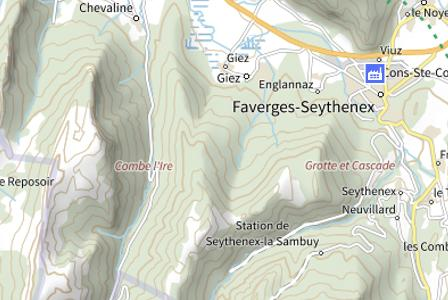 Chevaline
le Noye
Viuz
Giez
Giez
Cons-Ste-Co
Englannaz
Faverges-Seythenex
Combe l'Ire
Grotte et Cascade
e Reposoir
Seythenex
Neuvillard
Station de
Seythenex-la Sambuy
les Comb